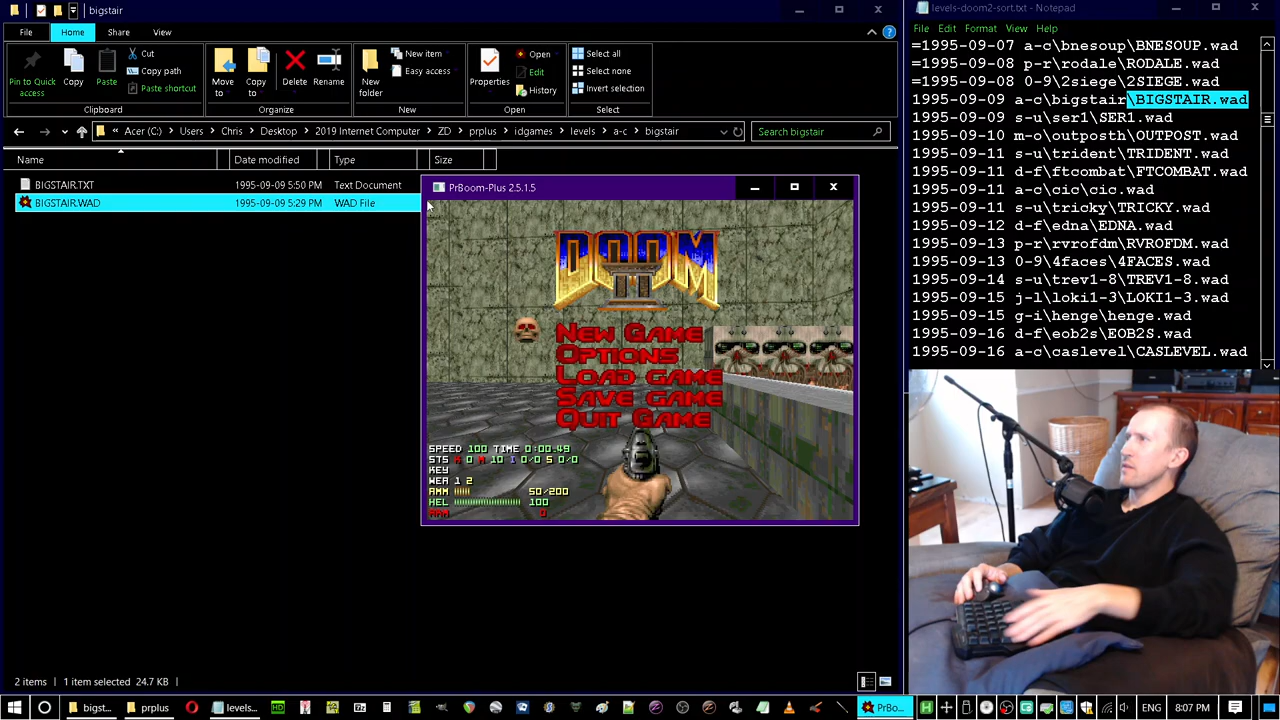 bigstair
File
Home
Share
View
Pin to Quick access
Copy
Paste
Cut
Copy path
Paste shortcut
Clipboard
Move to
Copy to
Delete
Rename
Organize
New folder
New item
Easy access
New
Properties
Open
Edit
History
Open
Select all
Select none
Invert selection
Select
« Acer (C:) › Users › Chris › Desktop › 2019 Internet Computer › ZD › prplus › idgames › levels › a-c › bigstair
Search bigstair
Name
Date modified
Type
Size
BIGSTAIR.TXT 1995-09-09 5:50 PM Text Document
BIGSTAIR.WAD 1995-09-09 5:29 PM WAD File
PrBoom-Plus 2.5.1.5
DOOM
II
New Game
Options
Load Game
Save Game
Quit Game
SPEED 100 TIME 0:00:49
STS K 0 M 10 I 0/0 S 0/0
KEY
WEA 1 2
AMM 50/200
HEL 100
ARM 0
2 items
1 item selected 24.7 KB
levels-doom2-sort.txt - Notepad
File Edit Format View Help
=1995-09-07 a-c\bnesoup\BNESOUP.wad
=1995-09-08 p-r\rodale\RODALE.wad
=1995-09-08 0-9\2siege\2SIEGE.wad
1995-09-09 a-c\bigstair\BIGSTAIR.wad
1995-09-09 s-u\ser1\SER1.wad
1995-09-10 m-o\outposth\OUTPOST.wad
1995-09-11 s-u\trident\TRIDENT.wad
1995-09-11 d-f\ftcombat\FTCOMBAT.wad
1995-09-11 a-c\cic\cic.wad
1995-09-11 s-u\tricky\TRICKY.wad
1995-09-12 d-f\edna\EDNA.wad
1995-09-13 p-r\rvrofdm\RVROFDM.wad
1995-09-13 0-9\4faces\4FACES.wad
1995-09-14 s-u\trev1-8\TREV1-8.wad
1995-09-15 j-l\loki1-3\LOKI1-3.wad
1995-09-15 g-i\henge\henge.wad
1995-09-16 d-f\eob2s\EOB2S.wad
1995-09-16 a-c\caslevel\CASLEVEL.wad
bigst...
prplus
levels...
PrBo...
ENG
8:07 PM